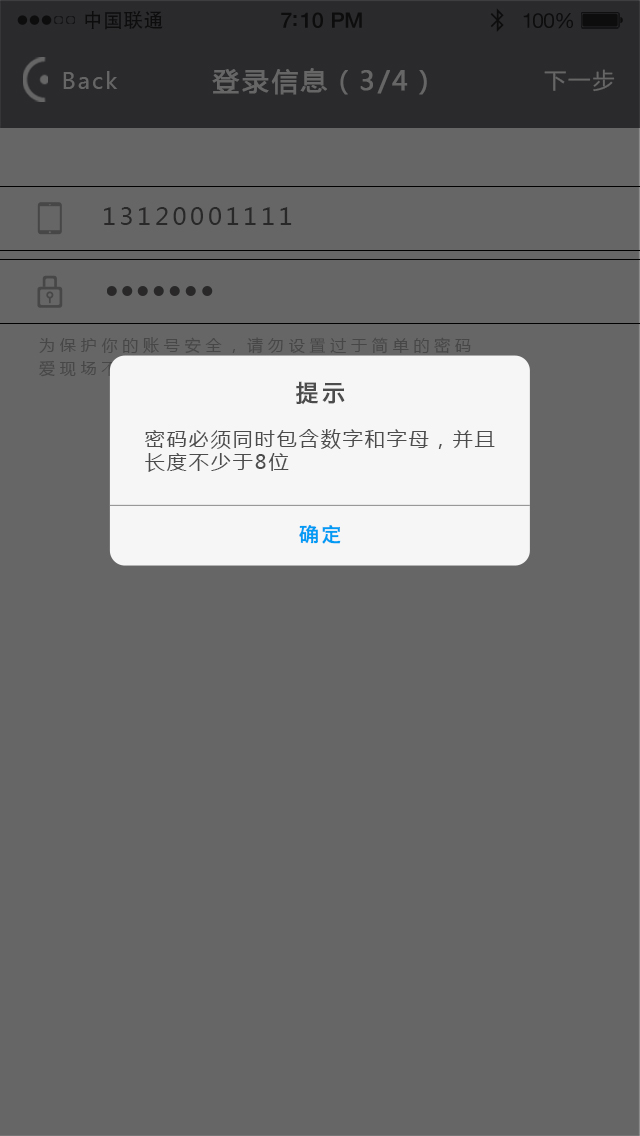 中国联通 7:10 PM 100%
Back 登录信息（3/4） 下一步
13120001111
●●●●●●●
为保护你的账号安全，请勿设置过于简单的密码
爱现场
提示
密码必须同时包含数字和字母，并且
长度不少于8位
确定